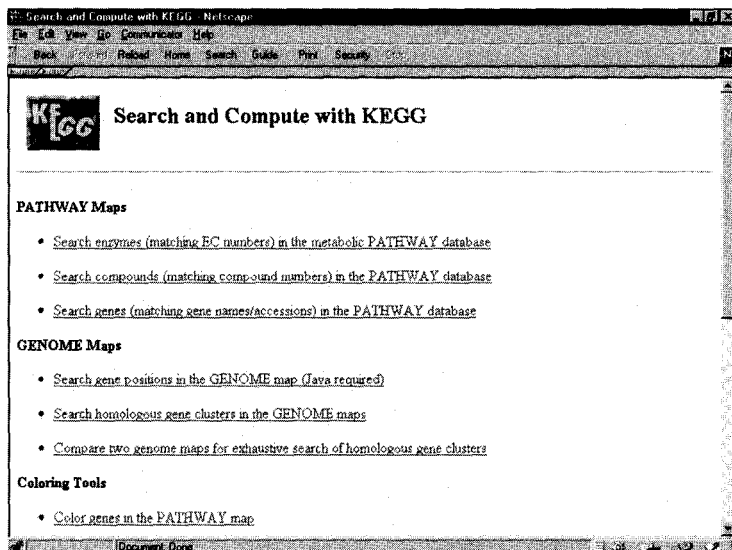 Search and Compute with KEGG - Netscape
File Edit View Go Communicator Help
Back Reload Home Search Guide Print Security
KEGG
Search and Compute with KEGG
PATHWAY Maps
• Search enzymes (matching EC numbers) in the metabolic PATHWAY database
• Search compounds (matching compound numbers) in the PATHWAY database
• Search genes (matching gene names/accessions) in the PATHWAY database
GENOME Maps
• Search gene positions in the GENOME map (Java required)
• Search homologous gene clusters in the GENOME maps
• Compare two genome maps for exhaustive search of homologous gene clusters
Coloring Tools
• Color genes in the PATHWAY map
Document: Done